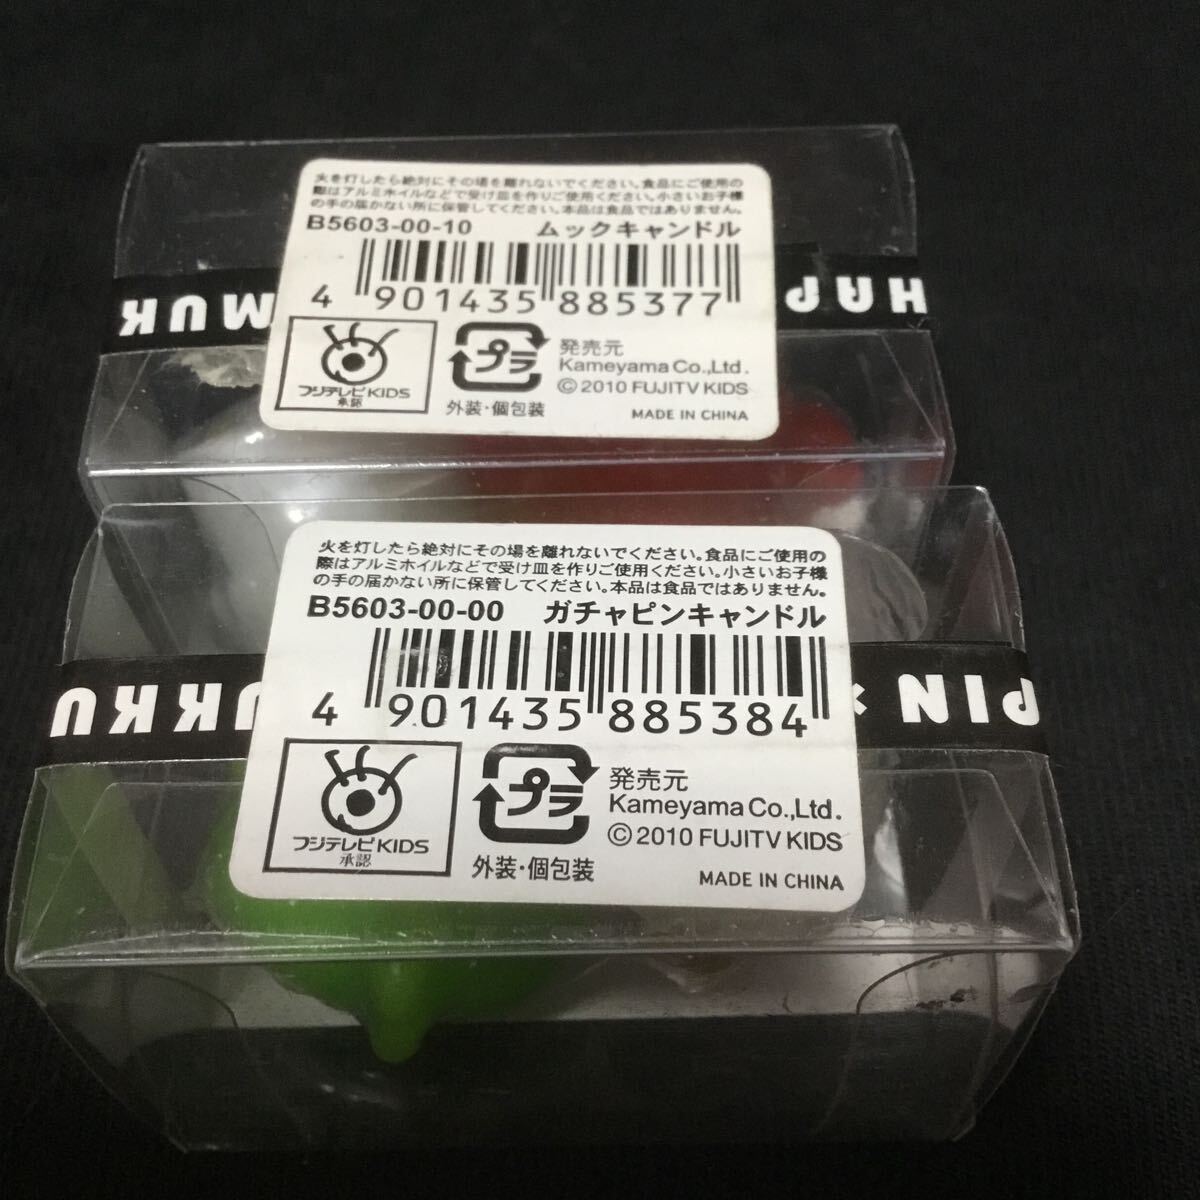 火を灯したら絶対にその場を離れないでください。食品にご使用の
際はアルミホイルなどで受け皿を作りご使用ください。小さいお子様
の手の届かない所に保管してください。本品は食品ではありません。
B5603-00-10 ムックキャンドル
4 901435 885377
フジテレビKIDS
承認
プラ
外装・個包装
発売元
Kameyama Co.,Ltd.
©2010 FUJITV KIDS
MADE IN CHINA
HAP
MUK
火を灯したら絶対にその場を離れないでください。食品にご使用の
際はアルミホイルなどで受け皿を作りご使用ください。小さいお子様
の手の届かない所に保管してください。本品は食品ではありません。
B5603-00-00 ガチャピンキャンドル
4 901435 885384
フジテレビKIDS
承認
プラ
外装・個包装
発売元
Kameyama Co.,Ltd.
©2010 FUJITV KIDS
MADE IN CHINA
PIN ×
UKKU